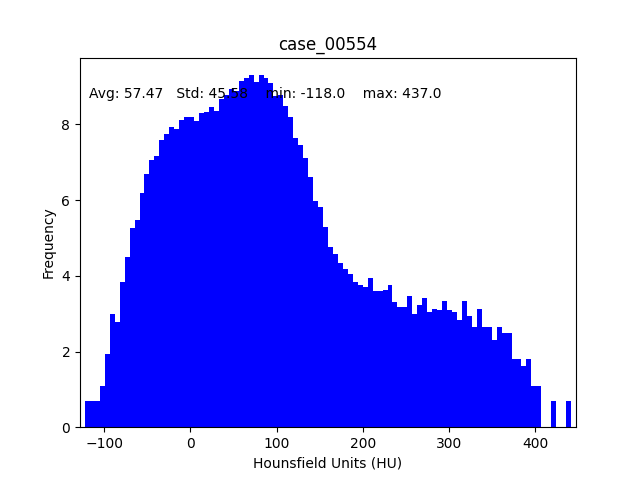 case_00554
Avg: 57.47 Std: 45.58 min: -118.0 max: 437.0
Frequency
8
6
4
2
0
−100 0 100 200 300 400
Hounsfield Units (HU)